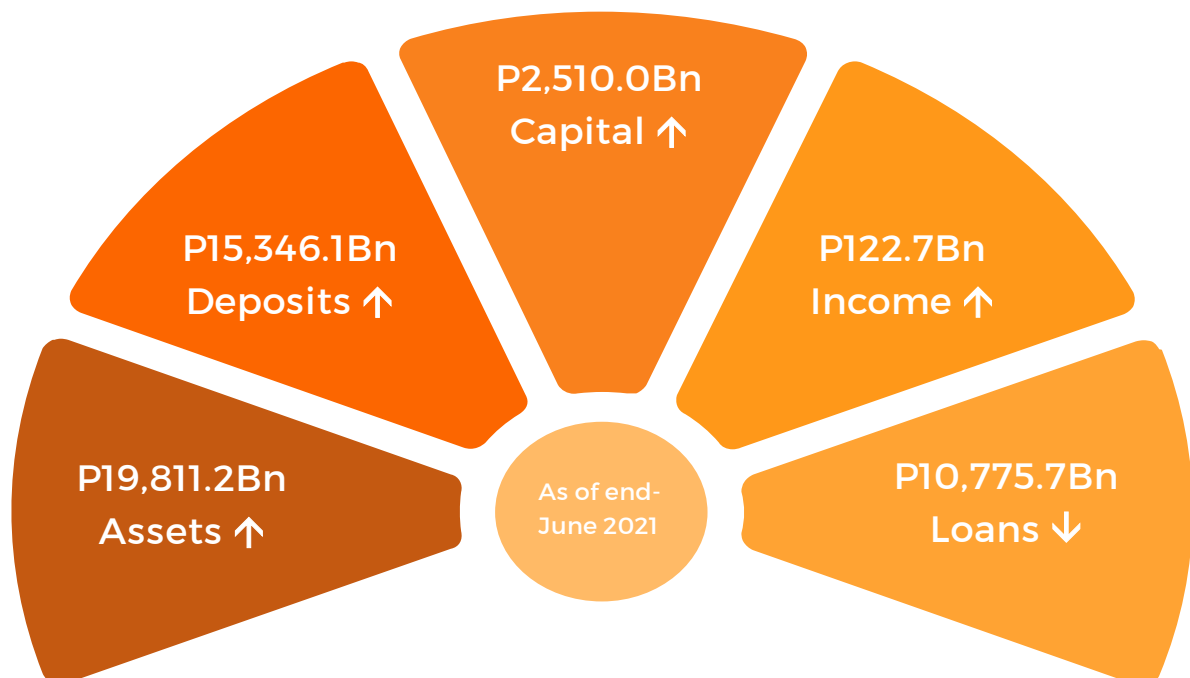 P2,510.0Bn
Capital ↑
P15,346.1Bn
Deposits ↑
P122.7Bn
Income ↑
P19,811.2Bn
Assets ↑
As of end-
June 2021
P10,775.7Bn
Loans ↓